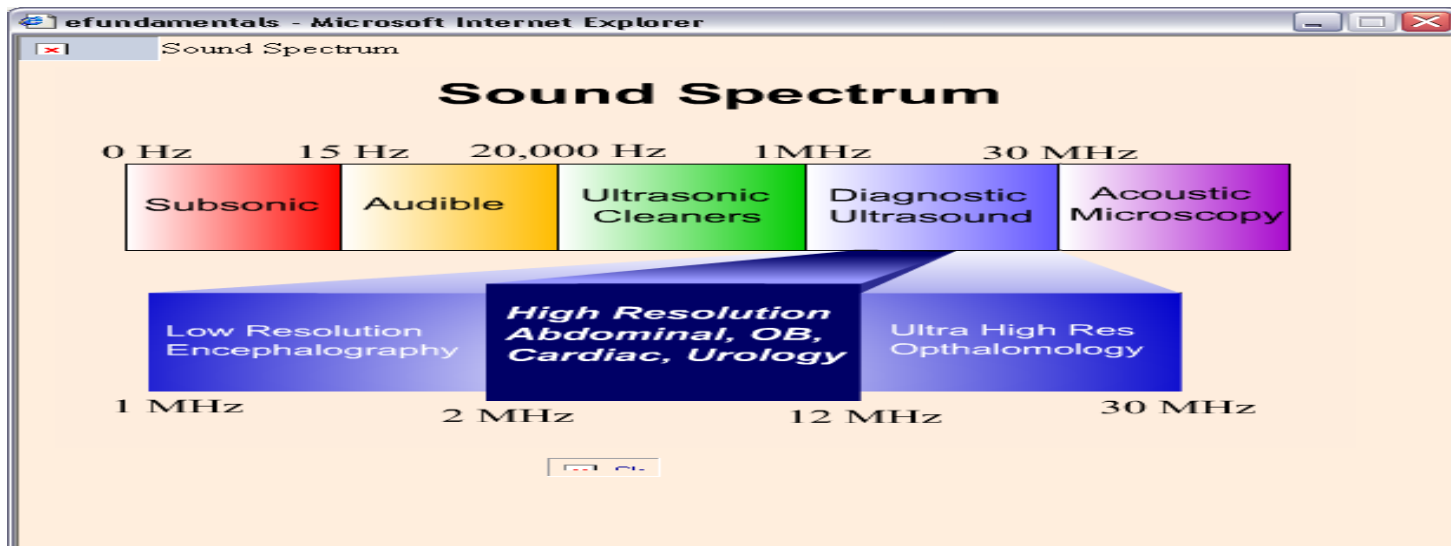 efundamentals - Microsoft Internet Explorer
Sound Spectrum
Sound Spectrum
0 Hz 15 Hz 20,000 Hz 1MHz 30 MHz
Subsonic
Audible
Ultrasonic
Cleaners
Diagnostic
Ultrasound
Acoustic
Microscopy
Low Resolution
Encephalography
High Resolution
Abdominal, OB,
Cardiac, Urology
Ultra High Res
Opthalomology
1 MHz 2 MHz 12 MHz 30 MHz